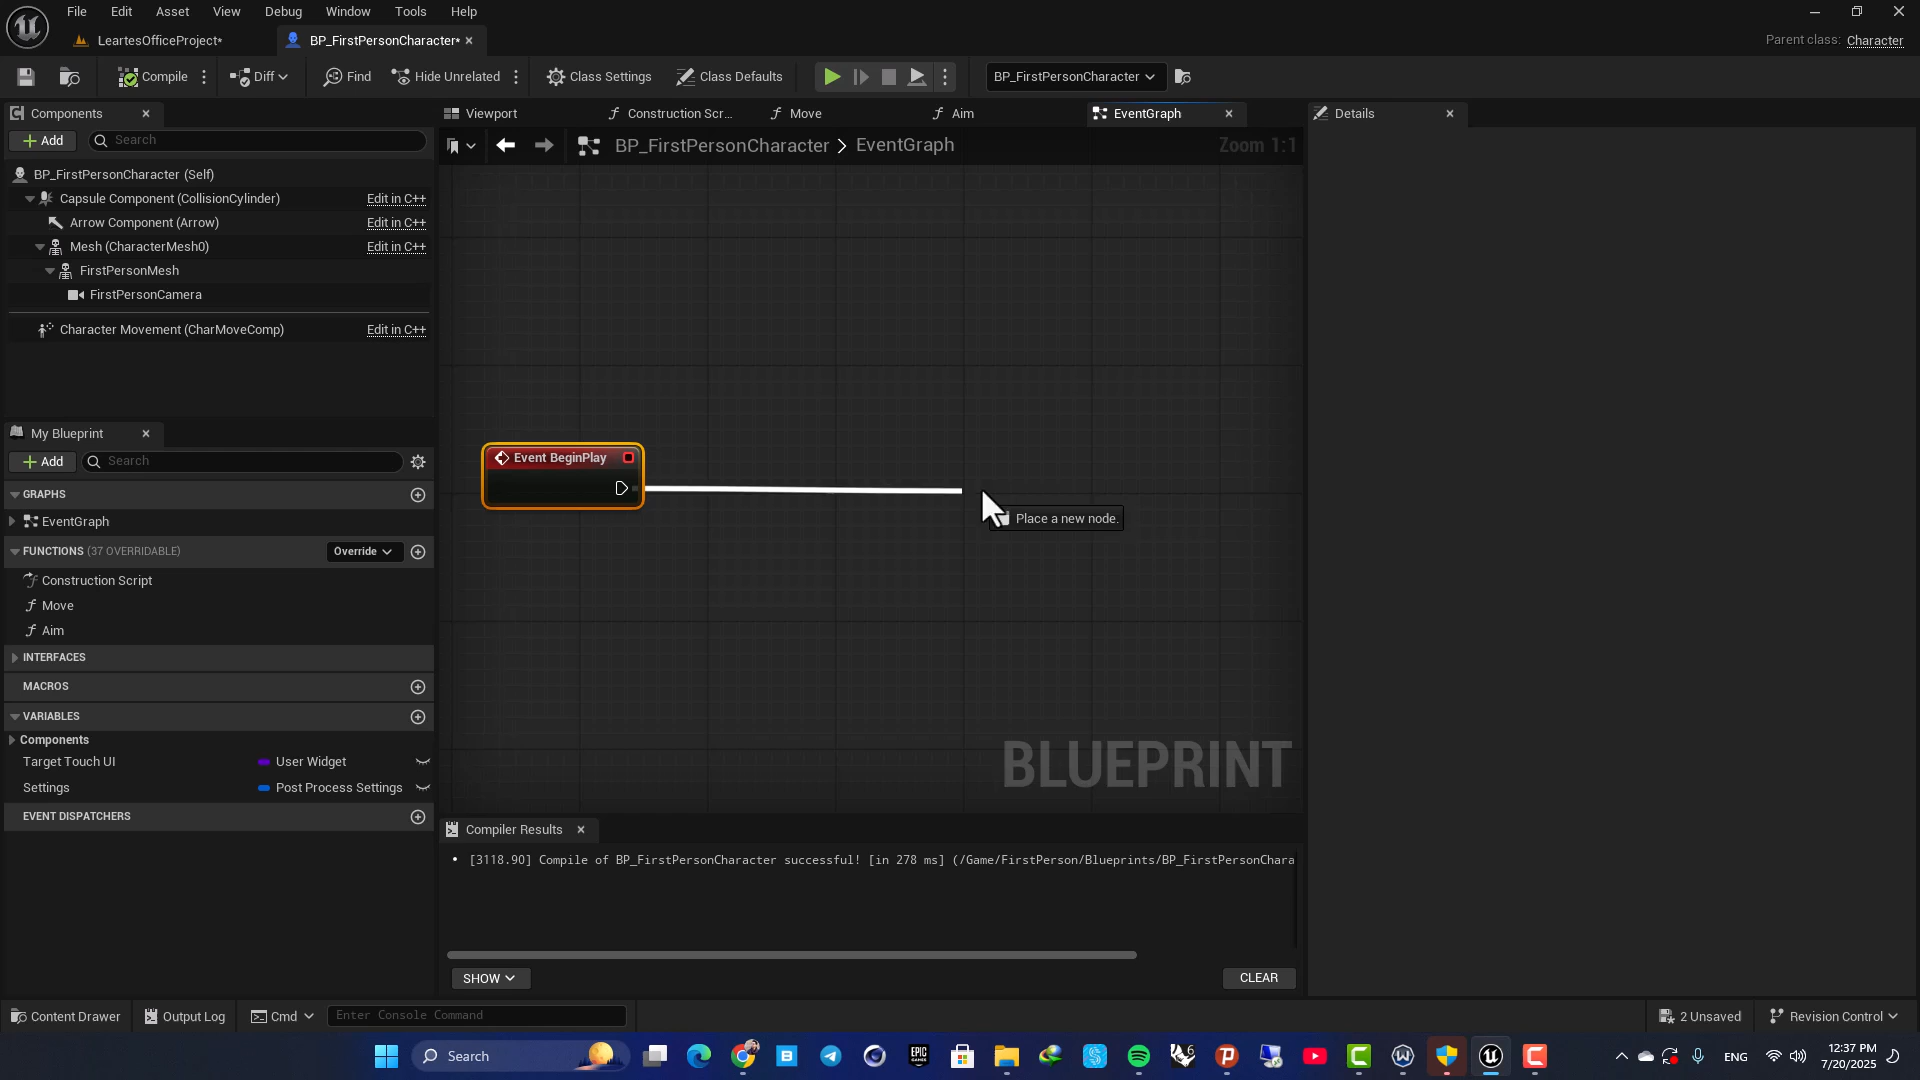 File Edit Asset View Debug Window Tools Help
LeartesOfficeProject* BP_FirstPersonCharacter*
Parent class: Character
Compile Diff Find Hide Unrelated Class Settings Class Defaults BP_FirstPersonCharacter
Components Viewport Construction Scr... Move Aim EventGraph Details
Add Search
BP_FirstPersonCharacter > EventGraph
Zoom 1:1
BP_FirstPersonCharacter (Self)
Capsule Component (CollisionCylinder) Edit in C++
Arrow Component (Arrow) Edit in C++
Mesh (CharacterMesh0) Edit in C++
FirstPersonMesh
FirstPersonCamera
Character Movement (CharMoveComp) Edit in C++
My Blueprint
Add Search
GRAPHS
EventGraph
FUNCTIONS (37 OVERRIDABLE) Override
Construction Script
Move
Aim
INTERFACES
MACROS
VARIABLES
Components
Target Touch UI User Widget
Settings Post Process Settings
EVENT DISPATCHERS
Event BeginPlay
Place a new node.
BLUEPRINT
Compiler Results
[3118.90] Compile of BP_FirstPersonCharacter successful! [in 278 ms] (/Game/FirstPerson/Blueprints/BP_FirstPersonChara
SHOW CLEAR
Content Drawer Output Log Cmd Enter Console Command 2 Unsaved Revision Control
Search
EPIC GAMES
6
ENG
12:37 PM
7/20/2025